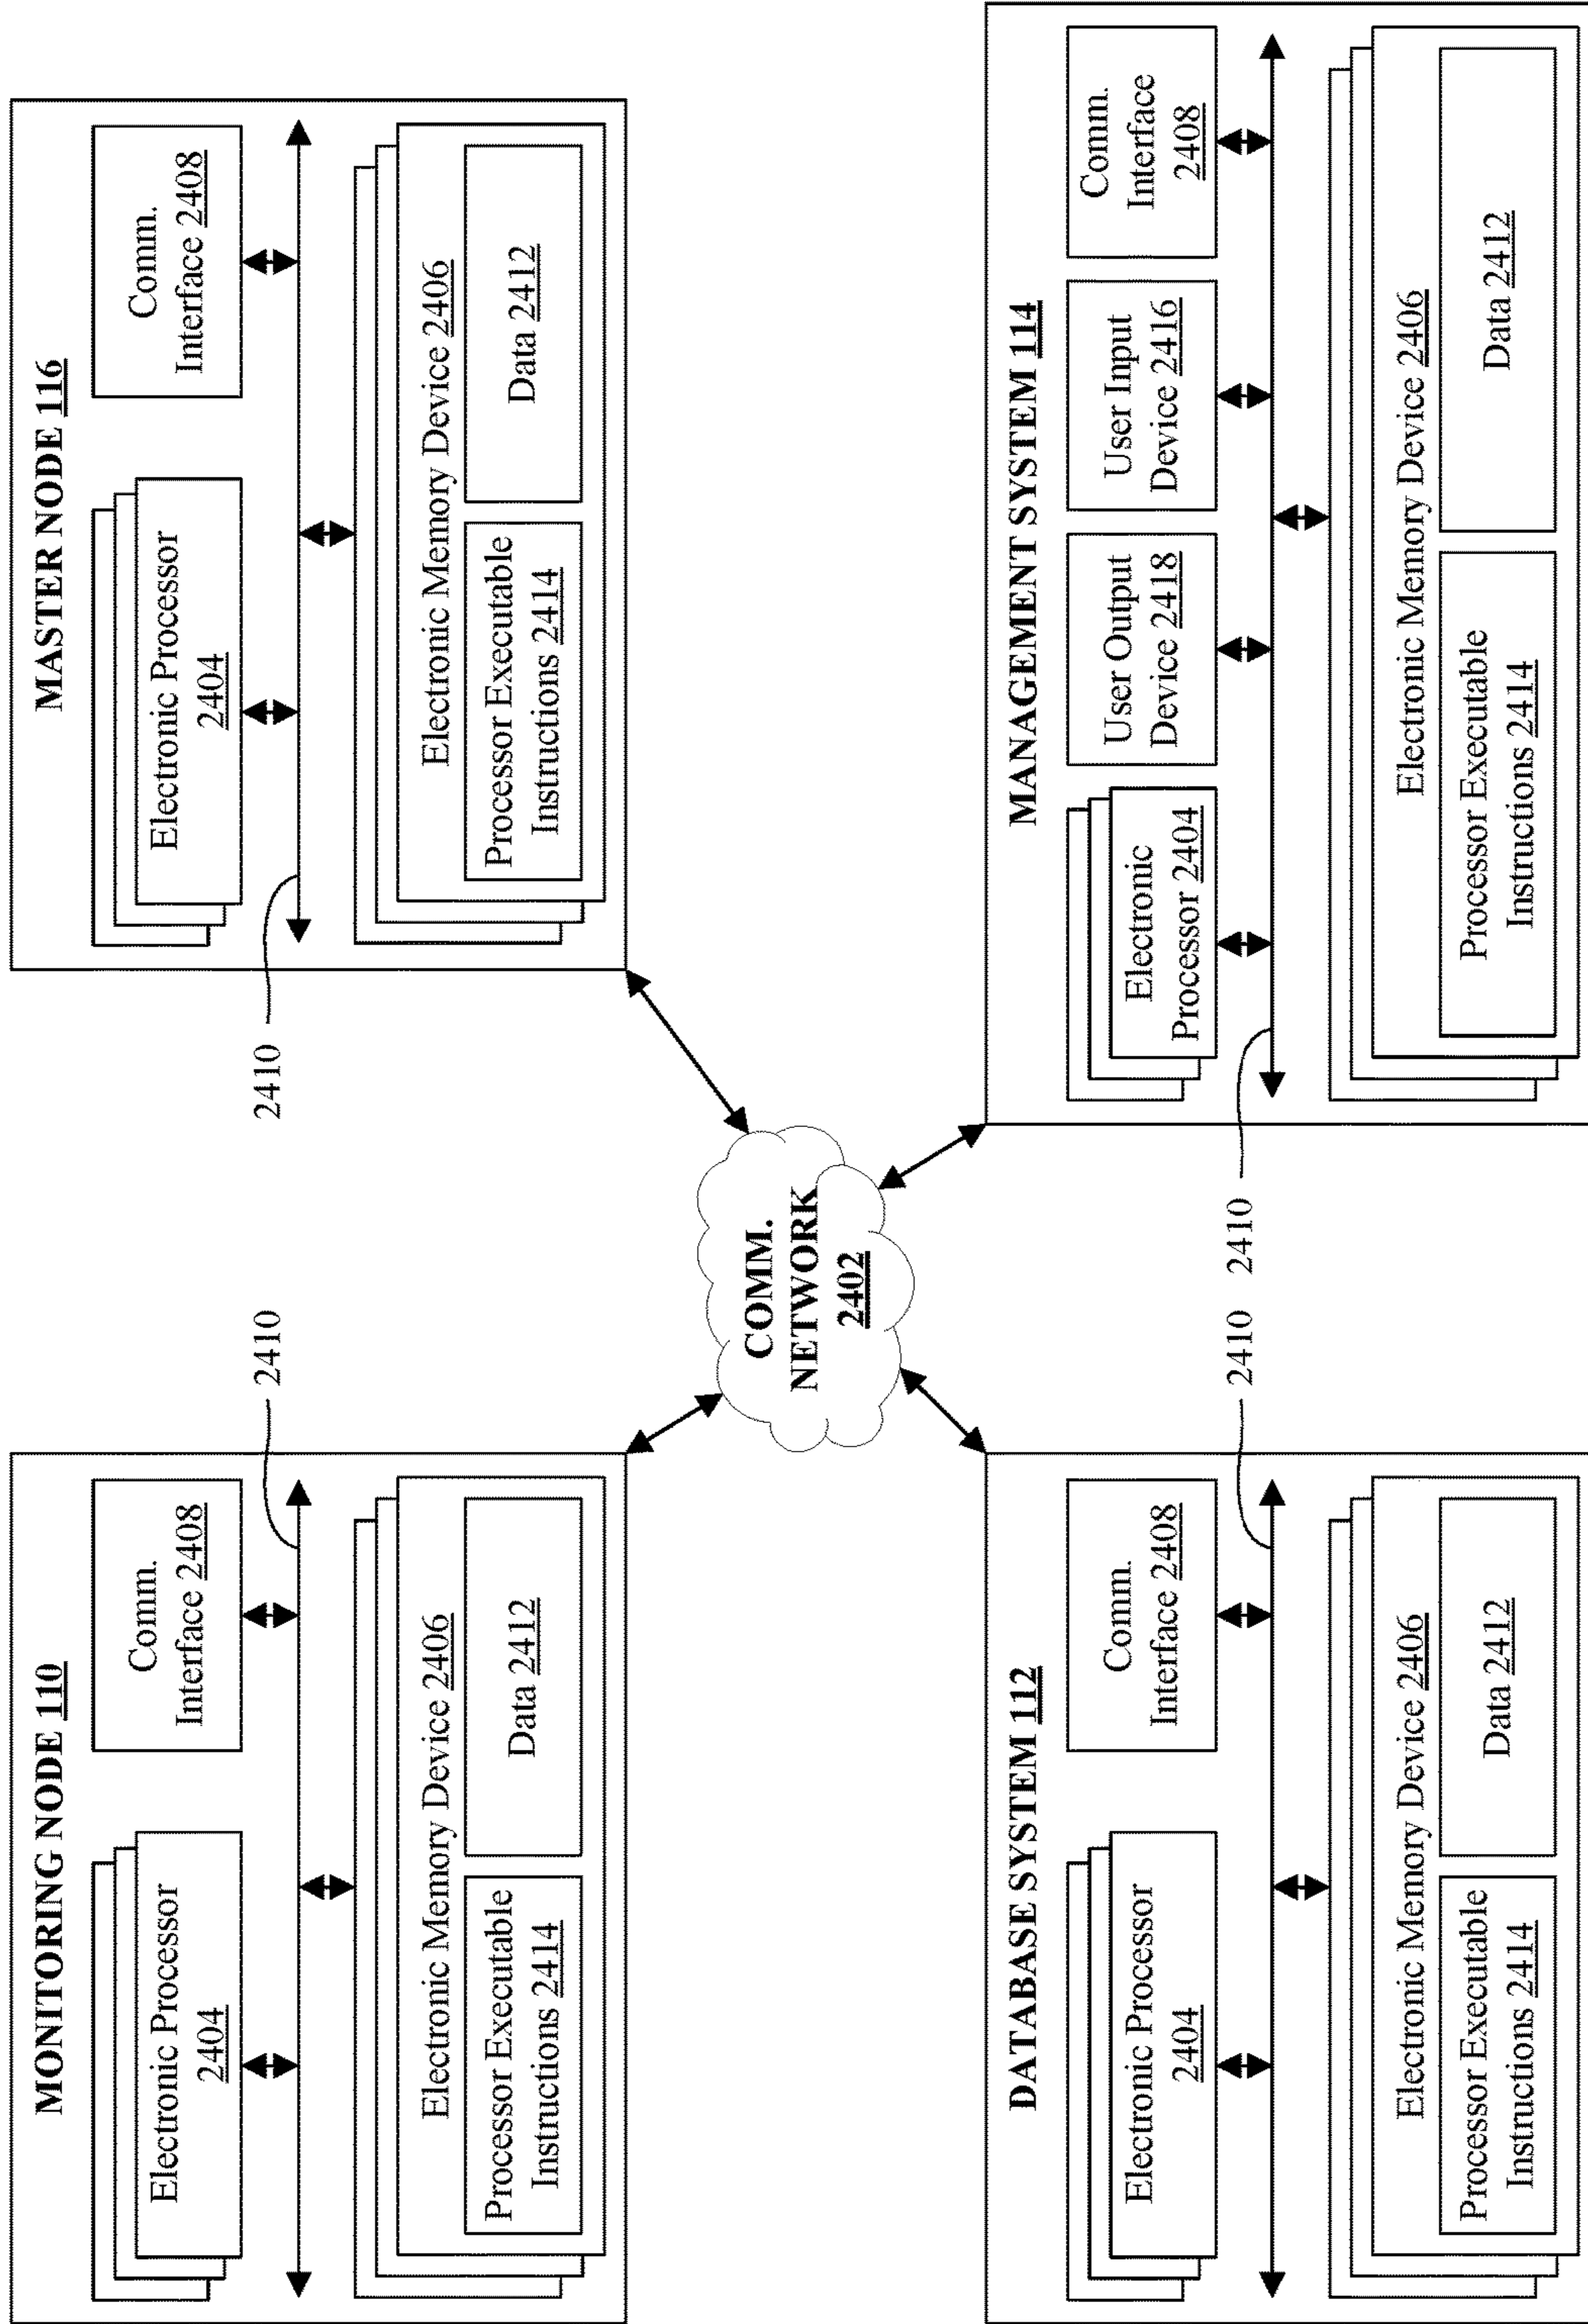 MONITORING NODE 110
Electronic Processor
2404
Comm.
Interface 2408
2410
Electronic Memory Device 2406
Processor Executable
Instructions 2414
Data 2412
MASTER NODE 116
Electronic Processor
2404
Comm.
Interface 2408
2410
Electronic Memory Device 2406
Processor Executable
Instructions 2414
Data 2412
COMM.
NETWORK
2402
DATABASE SYSTEM 112
Electronic Processor
2404
Comm.
Interface 2408
2410
Electronic Memory Device 2406
Processor Executable
Instructions 2414
Data 2412
MANAGEMENT SYSTEM 114
Electronic
Processor 2404
User Output
Device 2418
User Input
Device 2416
Comm.
Interface
2408
2410
Electronic Memory Device 2406
Processor Executable
Instructions 2414
Data 2412